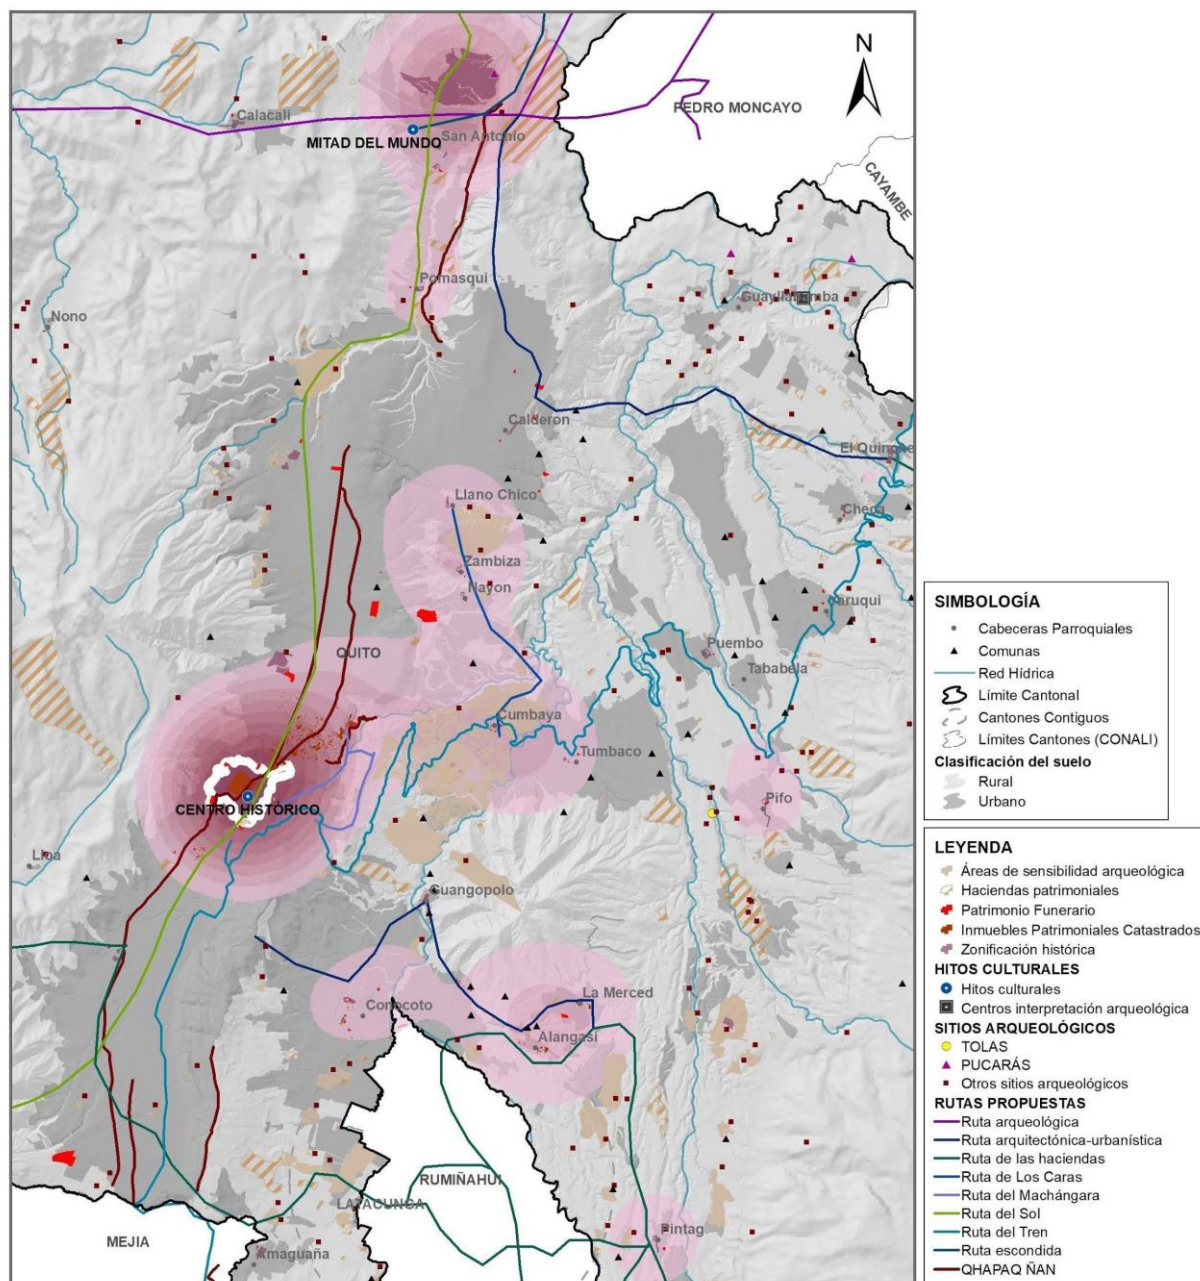 N
PEDRO MONCAYO
CAYAMBE
Calacali
MITAD DEL MUNDO
San Antonio
Pomasqui
Guayllabamba
Nono
Calderon
El Quinche
Llano Chico
Checa
Zambiza
Nayon
Yaruqui
QUITO
Puembo
Tababela
Cumbaya
Tumbaco
CENTRO HISTÓRICO
Pifo
Lloa
Guangopolo
La Merced
Conocoto
Alangasi
RUMIÑAHUI
LATACUNGA
MEJIA
Pintag
Amaguaña
SIMBOLOGÍA
Cabeceras Parroquiales
Comunas
Red Hídrica
Límite Cantonal
Cantones Contiguos
Límites Cantones (CONALI)
Clasificación del suelo
Rural
Urbano
LEYENDA
Áreas de sensibilidad arqueológica
Haciendas patrimoniales
Patrimonio Funerario
Inmuebles Patrimoniales Catastrados
Zonificación histórica
HITOS CULTURALES
Hitos culturales
Centros interpretación arqueológica
SITIOS ARQUEOLÓGICOS
TOLAS
PUCARÁS
Otros sitios arqueológicos
RUTAS PROPUESTAS
Ruta arqueológica
Ruta arquitectónica-urbanística
Ruta de las haciendas
Ruta de Los Caras
Ruta del Machángara
Ruta del Sol
Ruta del Tren
Ruta escondida
QHAPAQ ÑAN